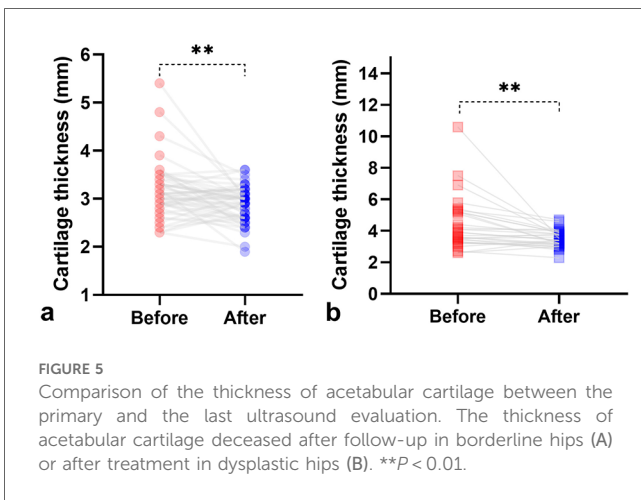 6
5
4
3
2
1
Cartilage thickness (mm)
**
Before
After
a
14
12
10
8
6
4
2
0
Cartilage thickness (mm)
**
Before
After
b
FIGURE 5
Comparison of the thickness of acetabular cartilage between the
primary and the last ultrasound evaluation. The thickness of
acetabular cartilage deceased after follow-up in borderline hips (A)
or after treatment in dysplastic hips (B). **P < 0.01.